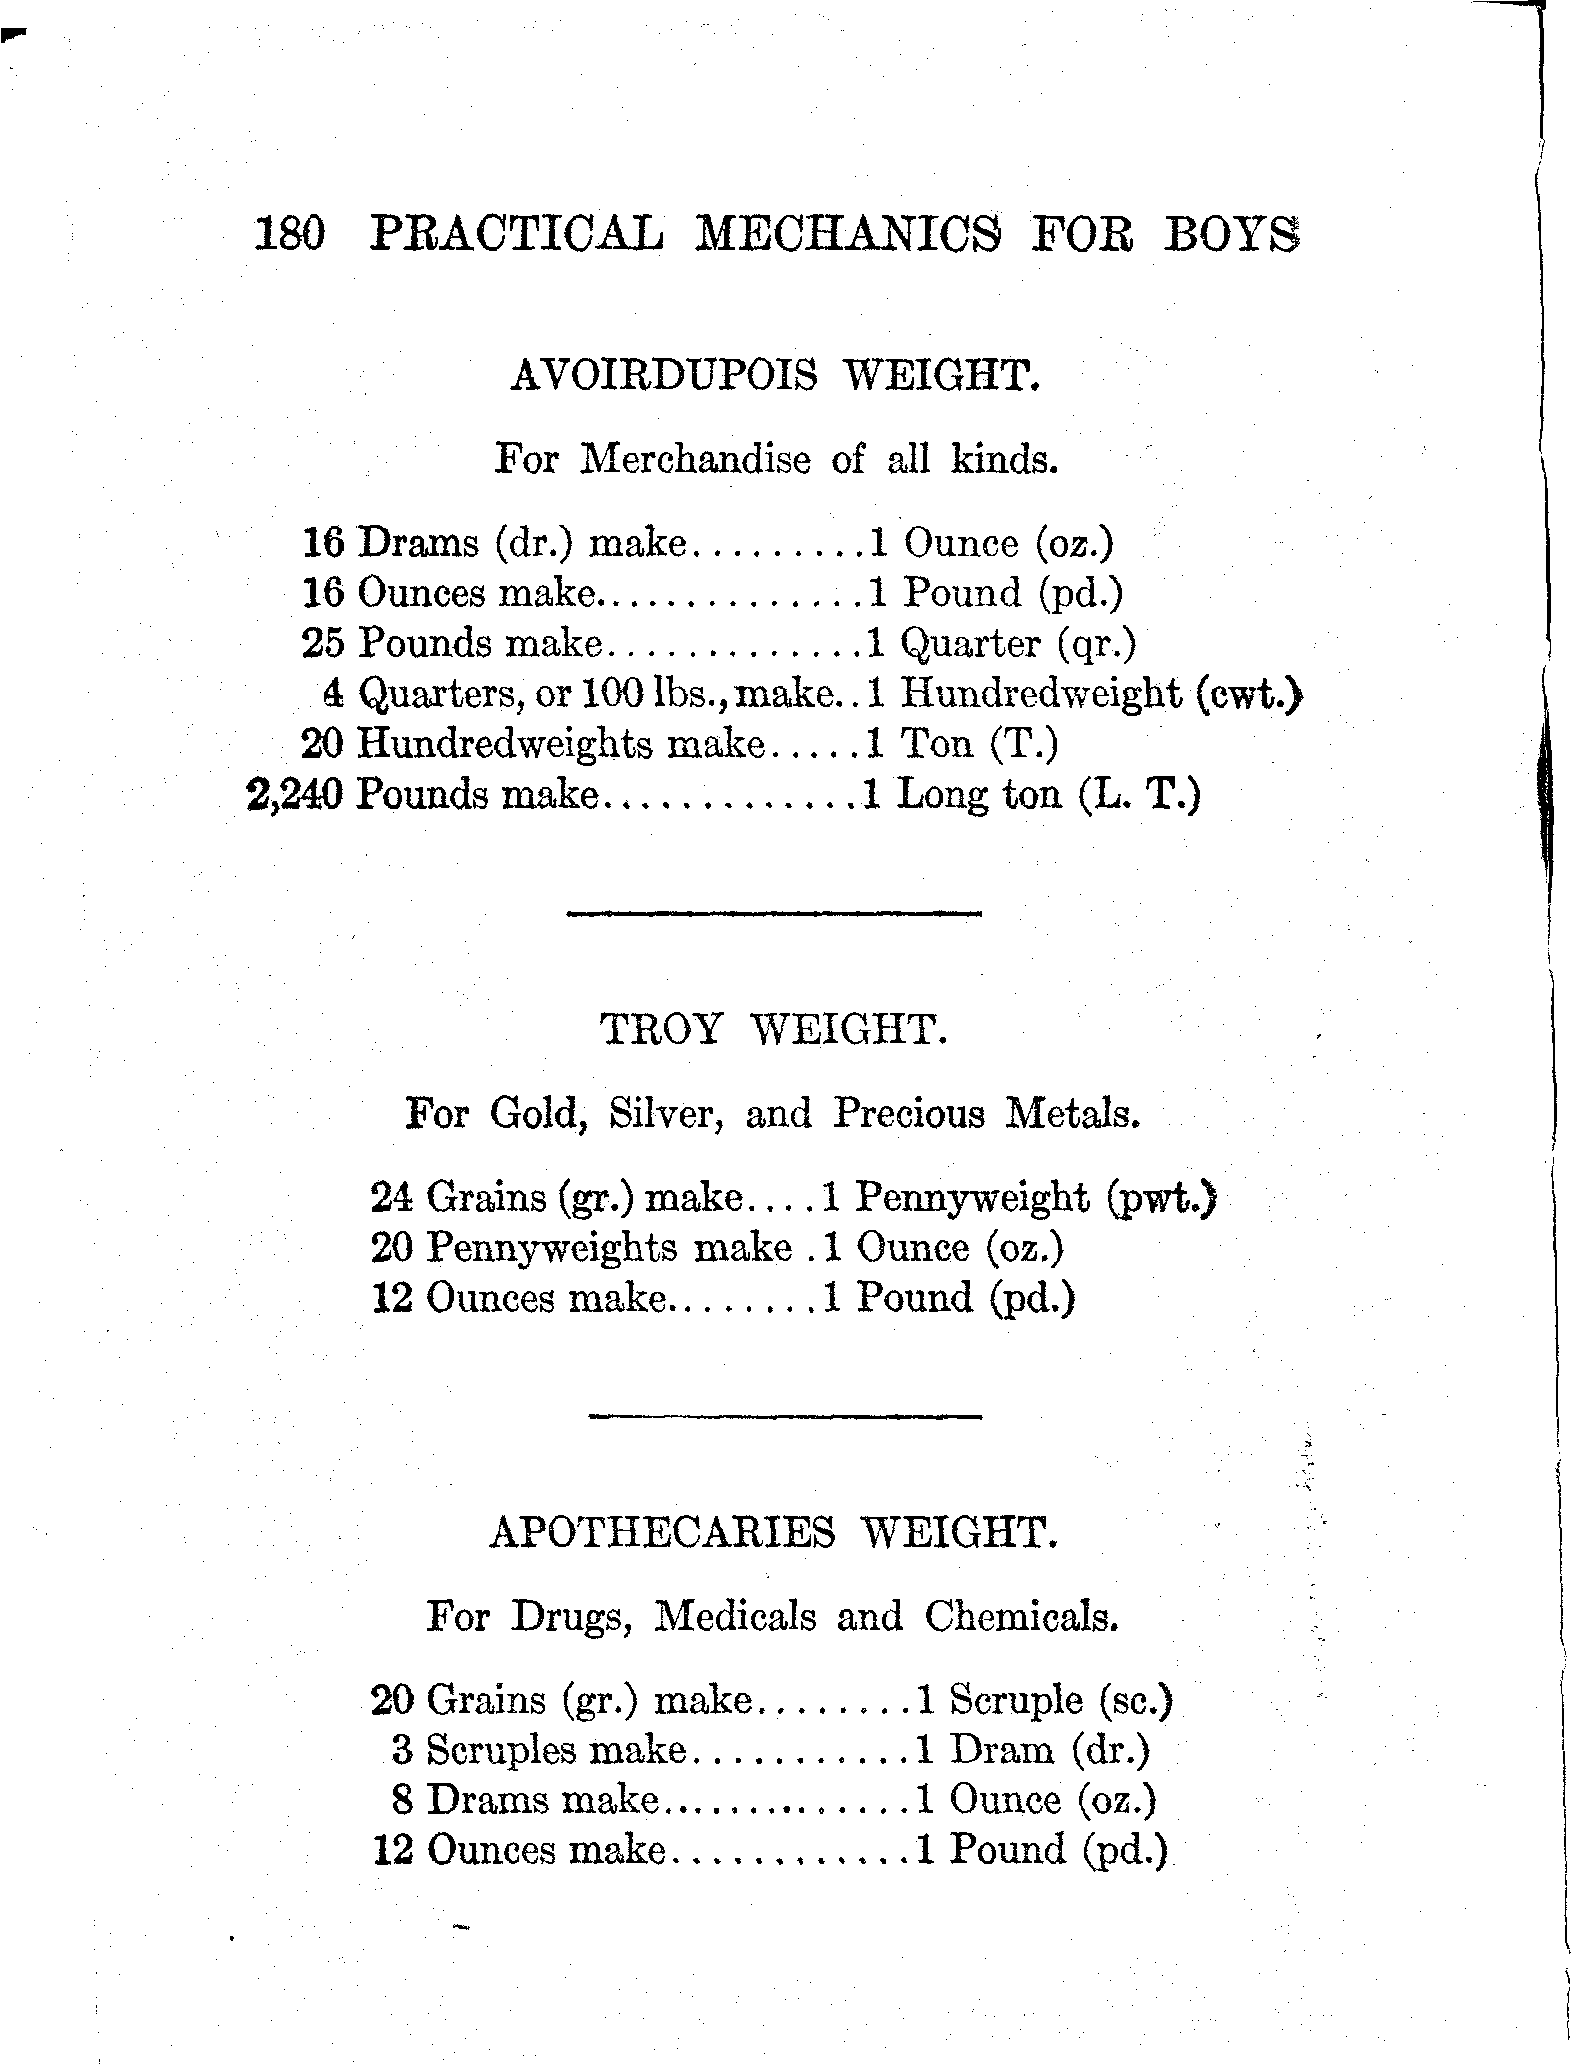 180 PRACTICAL MECHANICS FOR BOYS
AVOIRDUPOIS WEIGHT.
For Merchandise of all kinds.
16 Drams (dr.) make.........1 Ounce (oz.)
16 Ounces make..............1 Pound (pd.)
25 Pounds make.............1 Quarter (qr.)
4 Quarters, or 100 lbs., make..1 Hundredweight (cwt.)
20 Hundredweights make.....1 Ton (T.)
2,240 Pounds make.............1 Long ton (L. T.)
TROY WEIGHT.
For Gold, Silver, and Precious Metals.
24 Grains (gr.) make....1 Pennyweight (pwt.)
20 Pennyweights make .1 Ounce (oz.)
12 Ounces make........1 Pound (pd.)
APOTHECARIES WEIGHT.
For Drugs, Medicals and Chemicals.
20 Grains (gr.) make........1 Scruple (sc.)
3 Scruples make...........1 Dram (dr.)
8 Drams make.............1 Ounce (oz.)
12 Ounces make............1 Pound (pd.)